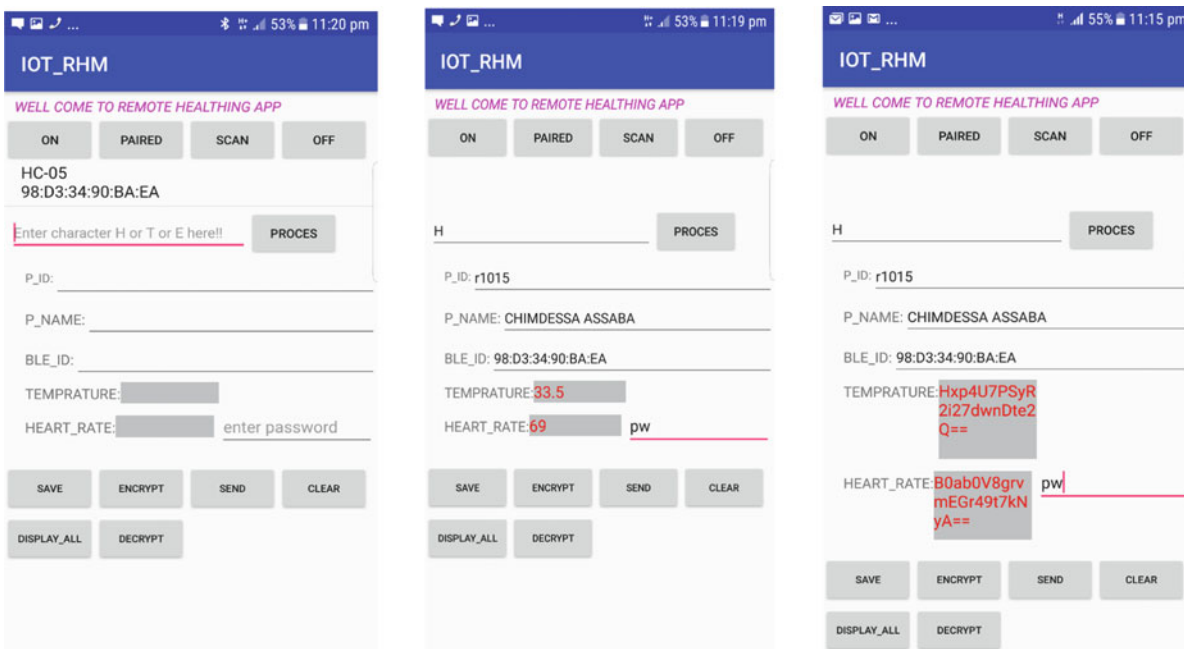 ... 53% 11:20 pm
IOT_RHM
WELL COME TO REMOTE HEALTHING APP
ON PAIRED SCAN OFF
HC-05
98:D3:34:90:BA:EA
Enter character H or T or E here!! PROCES
P_ID:
P_NAME:
BLE_ID:
TEMPRATURE:
HEART_RATE: enter password
SAVE ENCRYPT SEND CLEAR
DISPLAY_ALL DECRYPT
... 53% 11:19 pm
IOT_RHM
WELL COME TO REMOTE HEALTHING APP
ON PAIRED SCAN OFF
H PROCES
P_ID: r1015
P_NAME: CHIMDESSA ASSABA
BLE_ID: 98:D3:34:90:BA:EA
TEMPRATURE:33.5
HEART_RATE:69 pw
SAVE ENCRYPT SEND CLEAR
DISPLAY_ALL DECRYPT
... 55% 11:15 pm
IOT_RHM
WELL COME TO REMOTE HEALTHING APP
ON PAIRED SCAN OFF
H PROCES
P_ID: r1015
P_NAME: CHIMDESSA ASSABA
BLE_ID: 98:D3:34:90:BA:EA
TEMPRATURE:Hxp4U7PSyR
2i27dwnDte2
Q==
HEART_RATE:B0ab0V8grv pw
mEGr49t7kN
yA==
SAVE ENCRYPT SEND CLEAR
DISPLAY_ALL DECRYPT